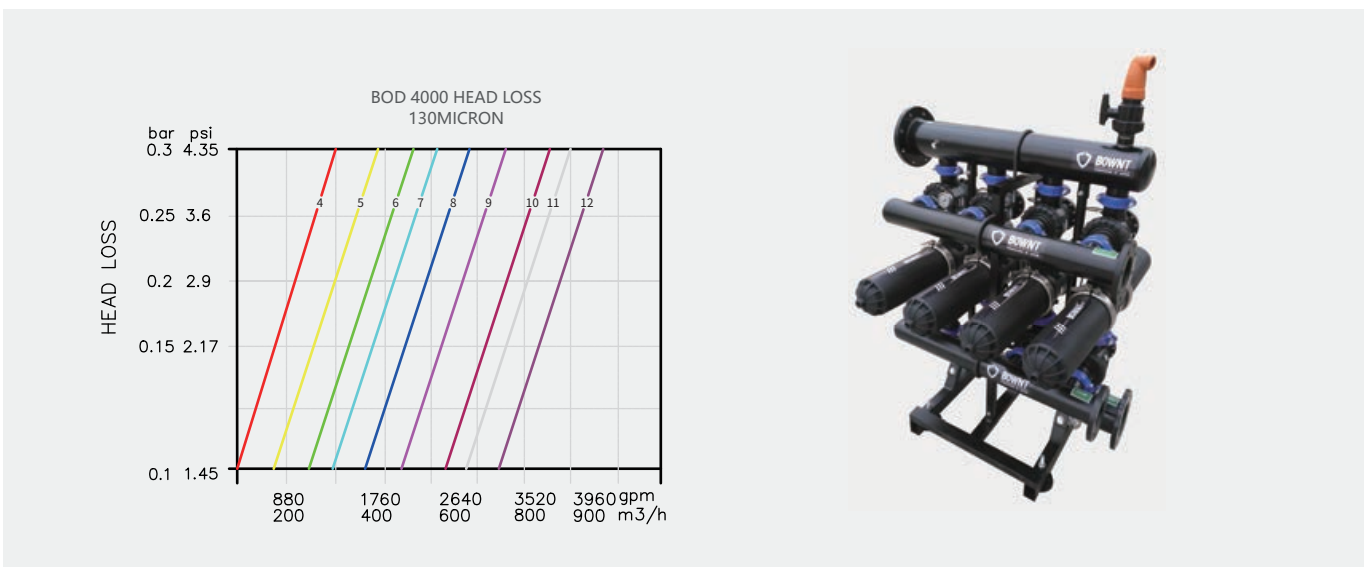 BOD 4000 HEAD LOSS
130MICRON
bar psi
0.3 4.35
0.25 3.6
0.2 2.9
0.15 2.17
0.1 1.45
HEAD LOSS
4 5 6 7 8 9 10 11 12
880 1760 2640 3520 3960 gpm
200 400 600 800 900 m3/h
BOWNT
BOWNT
BOWNT